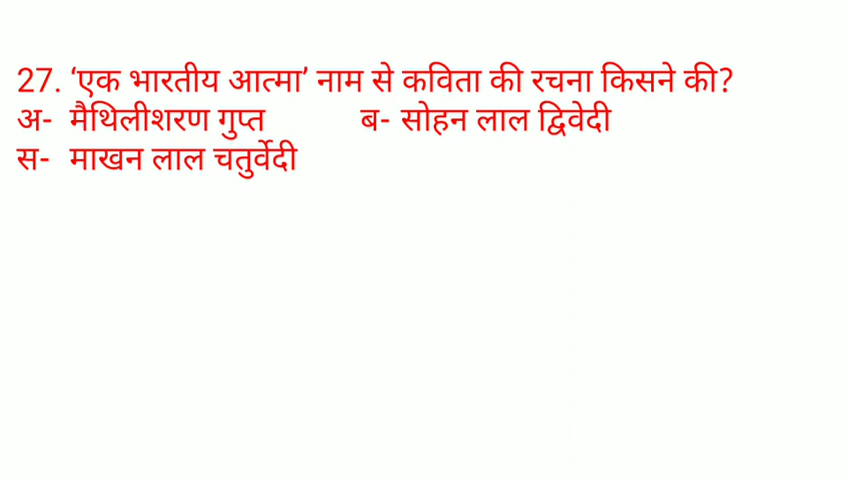 27. ‘एक भारतीय आत्मा’ नाम से कविता की रचना किसने की?
अ- मैथिलीशरण गुप्त ब- सोहन लाल द्विवेदी
स- माखन लाल चतुर्वेदी